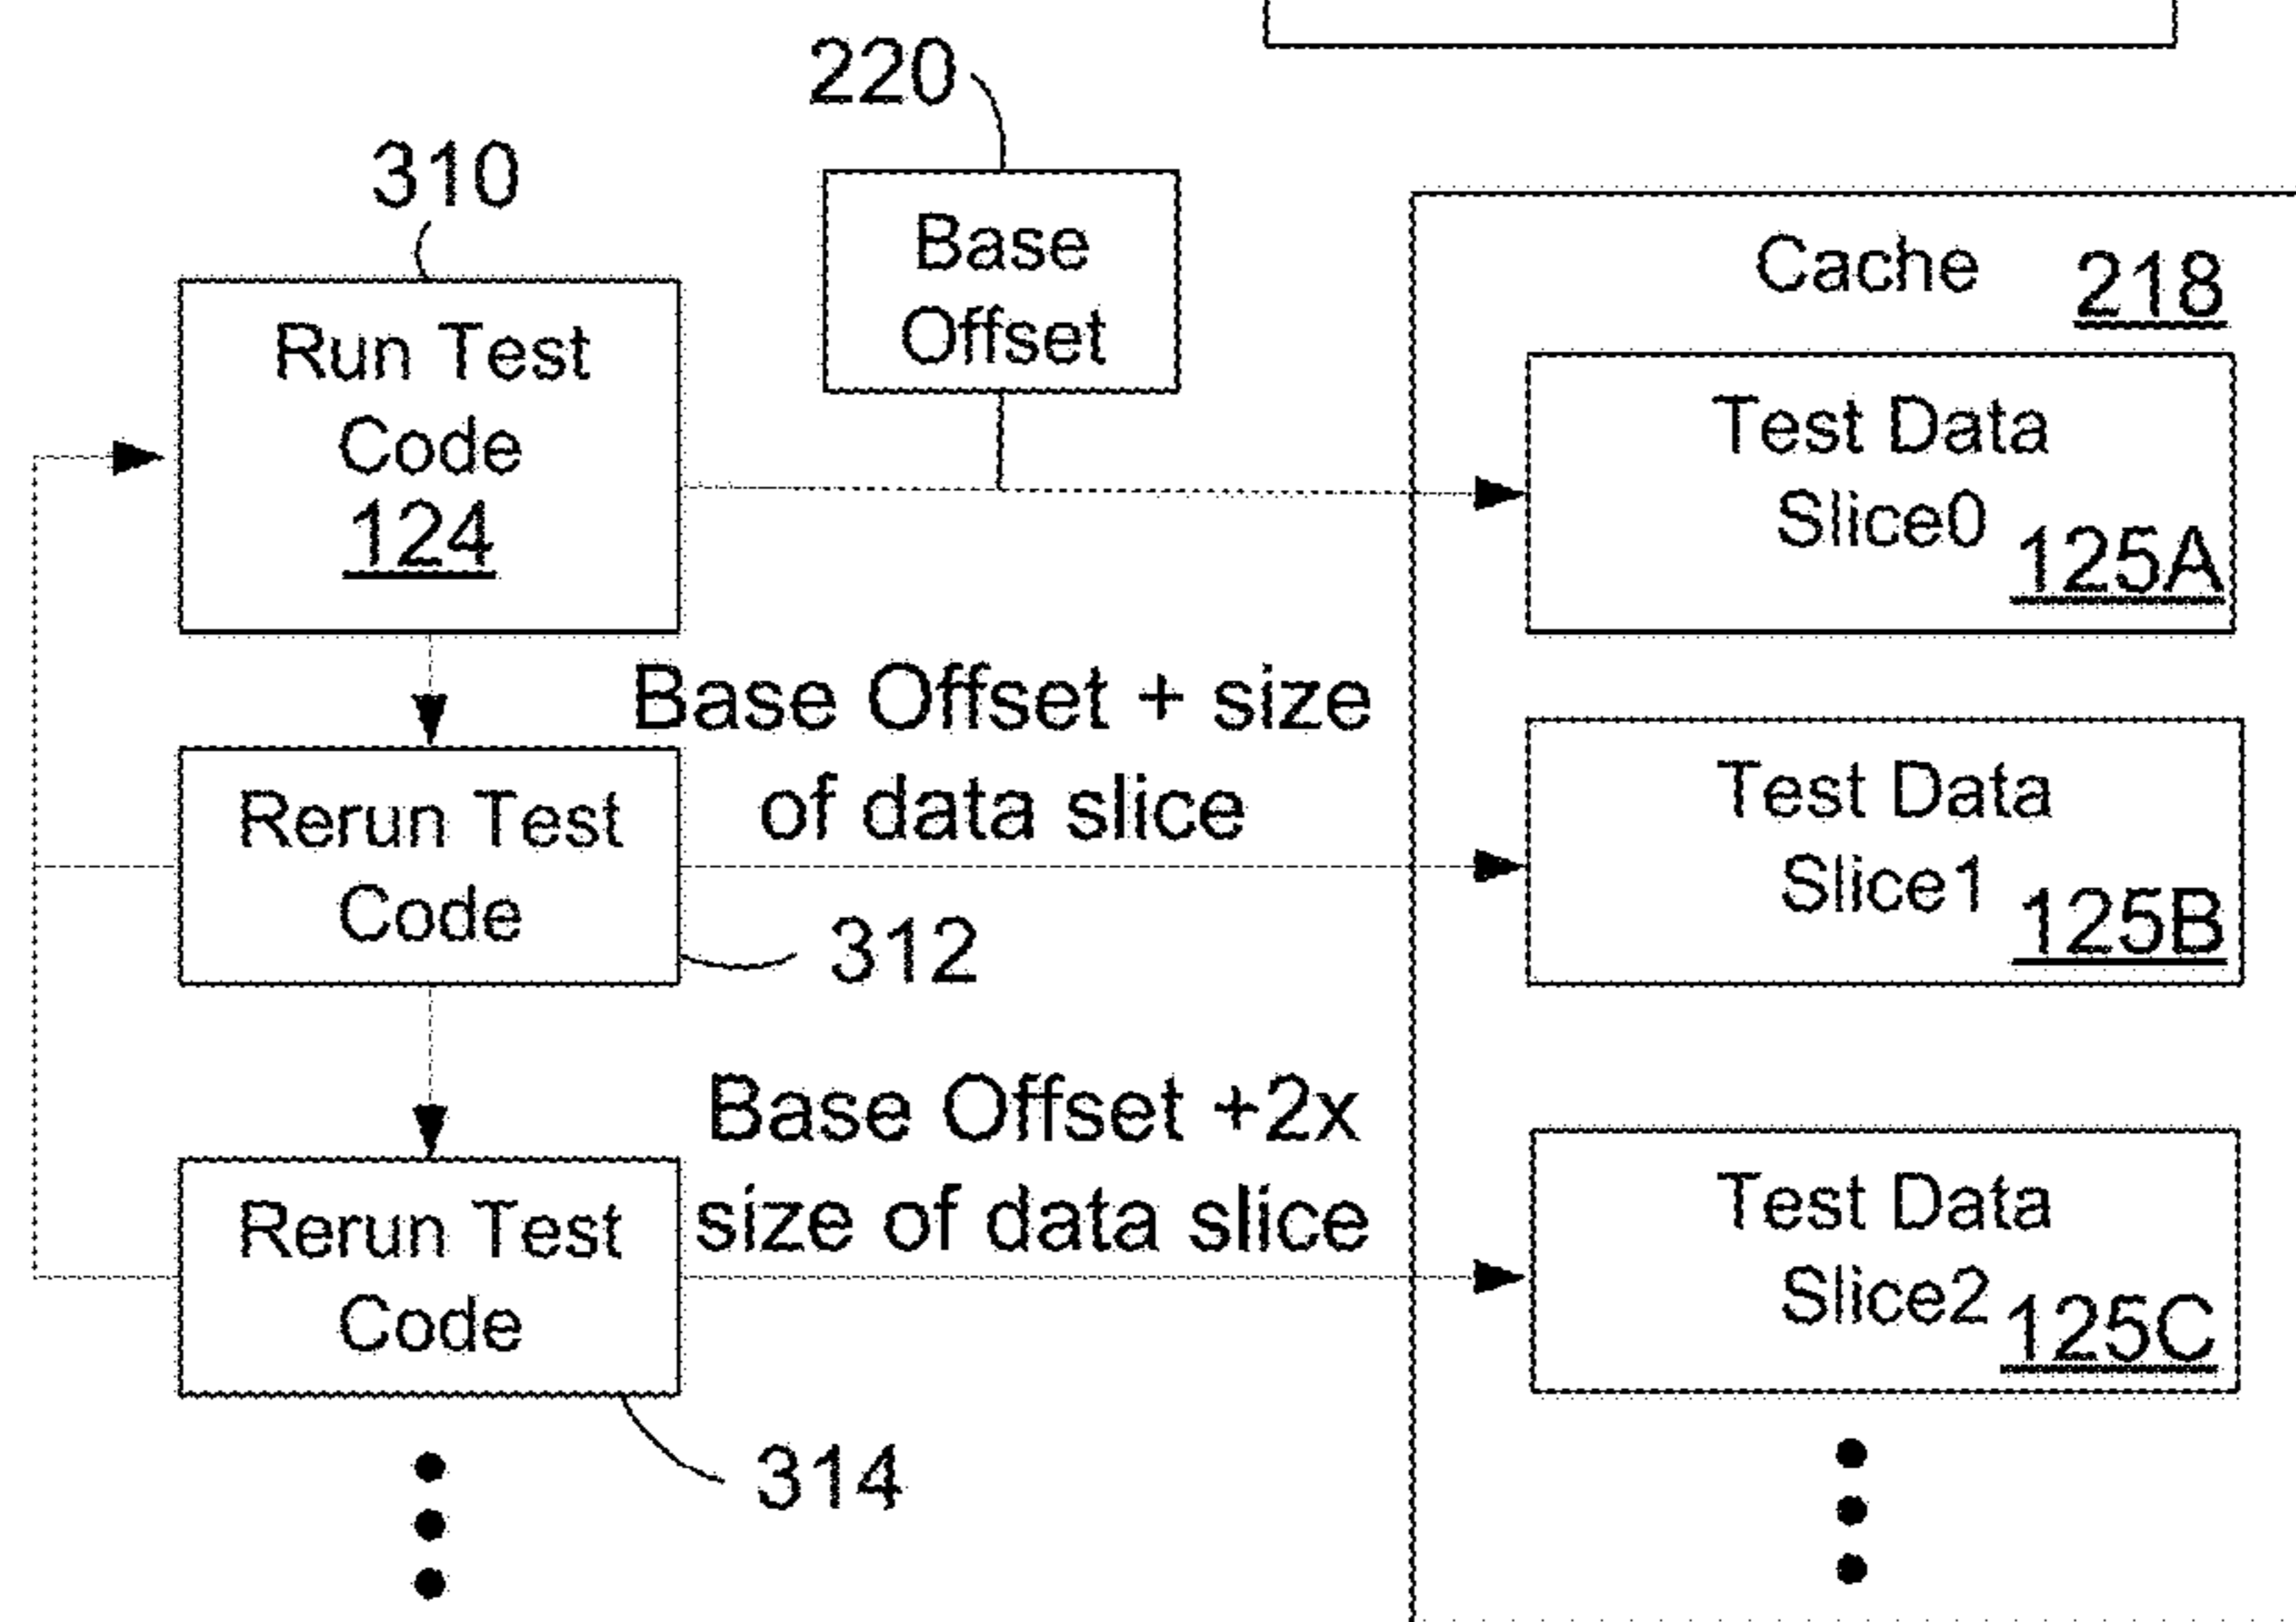 220
310
Base
Offset
Cache 218
Run Test
Code
124
Test Data
Slice0 125A
Base Offset + size
of data slice
Rerun Test
Code
312
Test Data
Slice1 125B
Base Offset +2x
size of data slice
Rerun Test
Code
314
Test Data
Slice2 125C